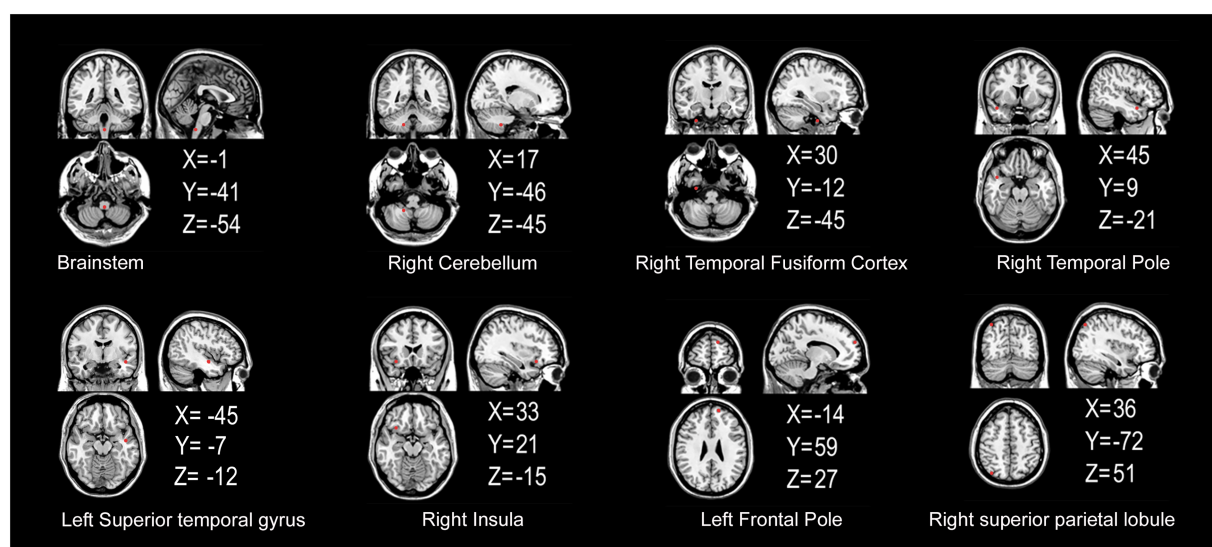 X=-1
Y=-41
Z=-54
Brainstem
X=17
Y=-46
Z=-45
Right Cerebellum
X=30
Y=-12
Z=-45
Right Temporal Fusiform Cortex
X=45
Y=9
Z=-21
Right Temporal Pole
X= -45
Y= -7
Z= -12
Left Superior temporal gyrus
X=33
Y=21
Z=-15
Right Insula
X=-14
Y=59
Z=27
Left Frontal Pole
X=36
Y=-72
Z=51
Right superior parietal lobule